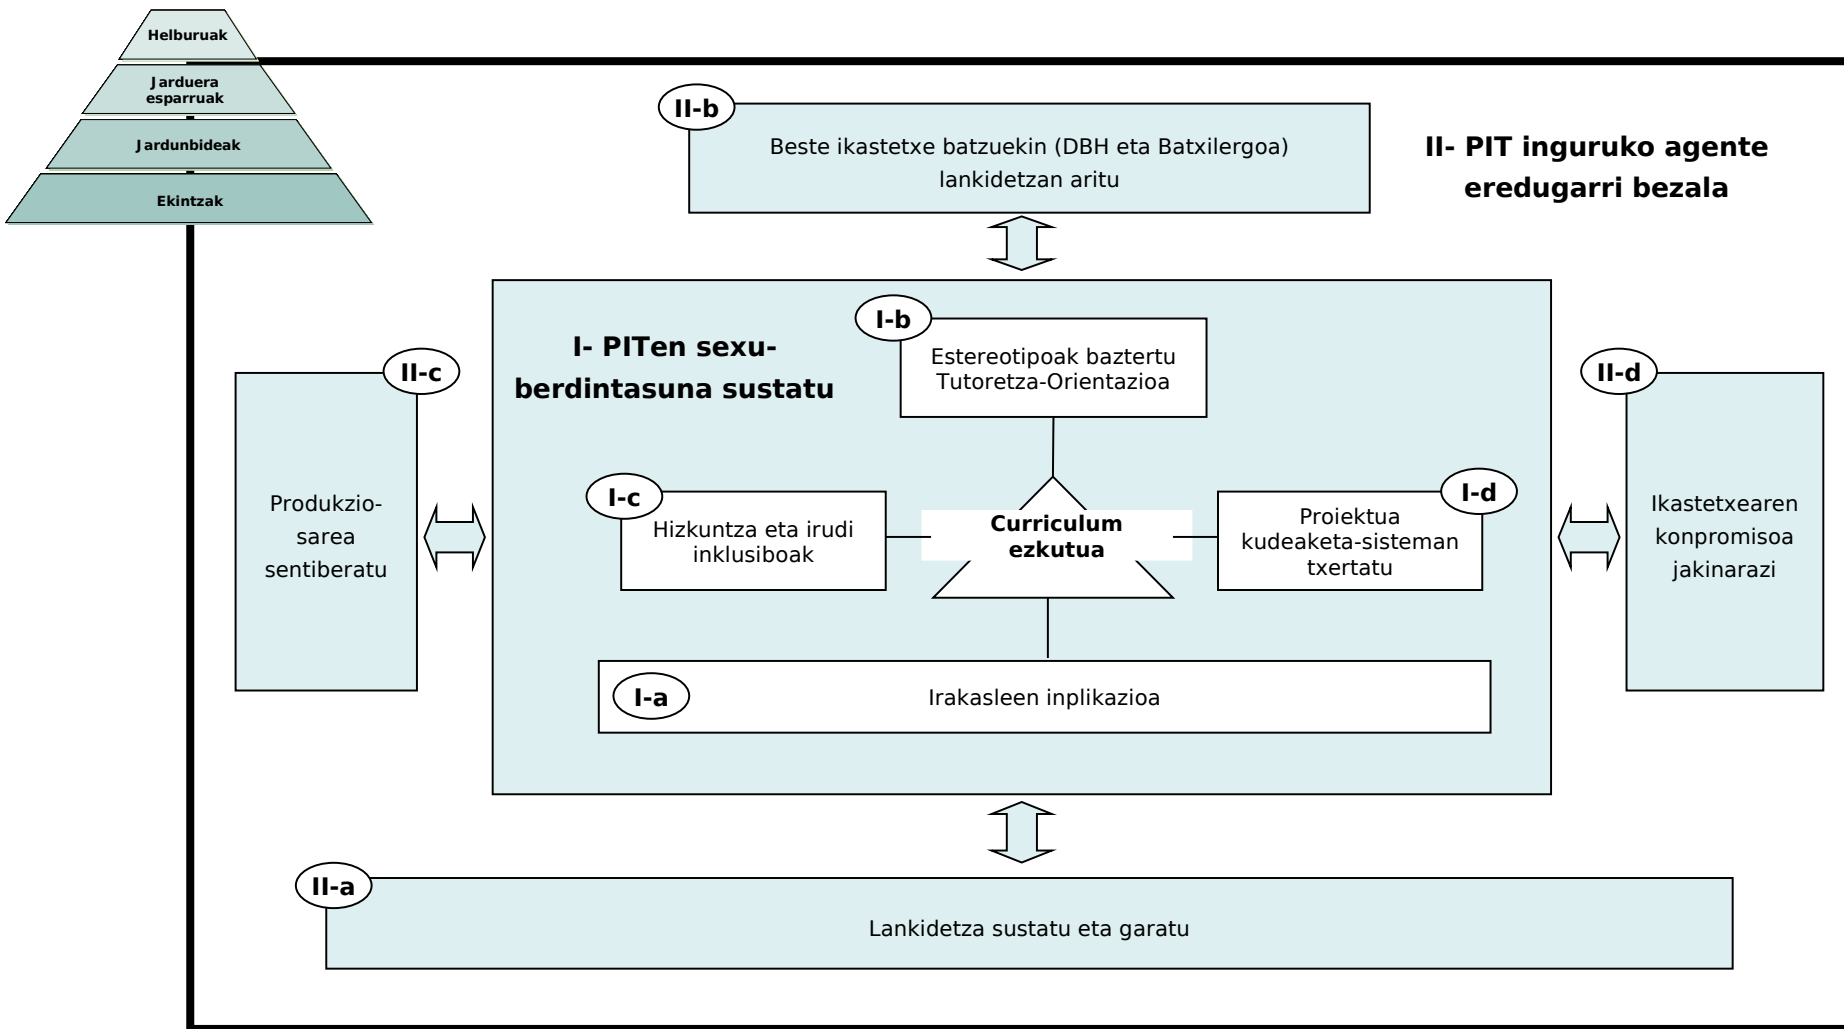 Helburuak
Jarduera
esparruak
Jardunbideak
Ekintzak
II-b
Beste ikastetxe batzuekin (DBH eta Batxilergoa)
lankidetzan aritu
II- PIT inguruko agente
eredugarri bezala
I- PITen sexu-
berdintasuna sustatu
I-b
Estereotipoak baztertu
Tutoretza-Orientazioa
II-c
Produkzio-
sarea
sentiberatu
I-c
Hizkuntza eta irudi
inklusiboak
Curriculum
ezkutua
I-d
Proiektua
kudeaketa-sisteman
txertatu
II-d
Ikastetxearen
konpromisoa
jakinarazi
I-a
Irakasleen inplikazioa
II-a
Lankidetza sustatu eta garatu